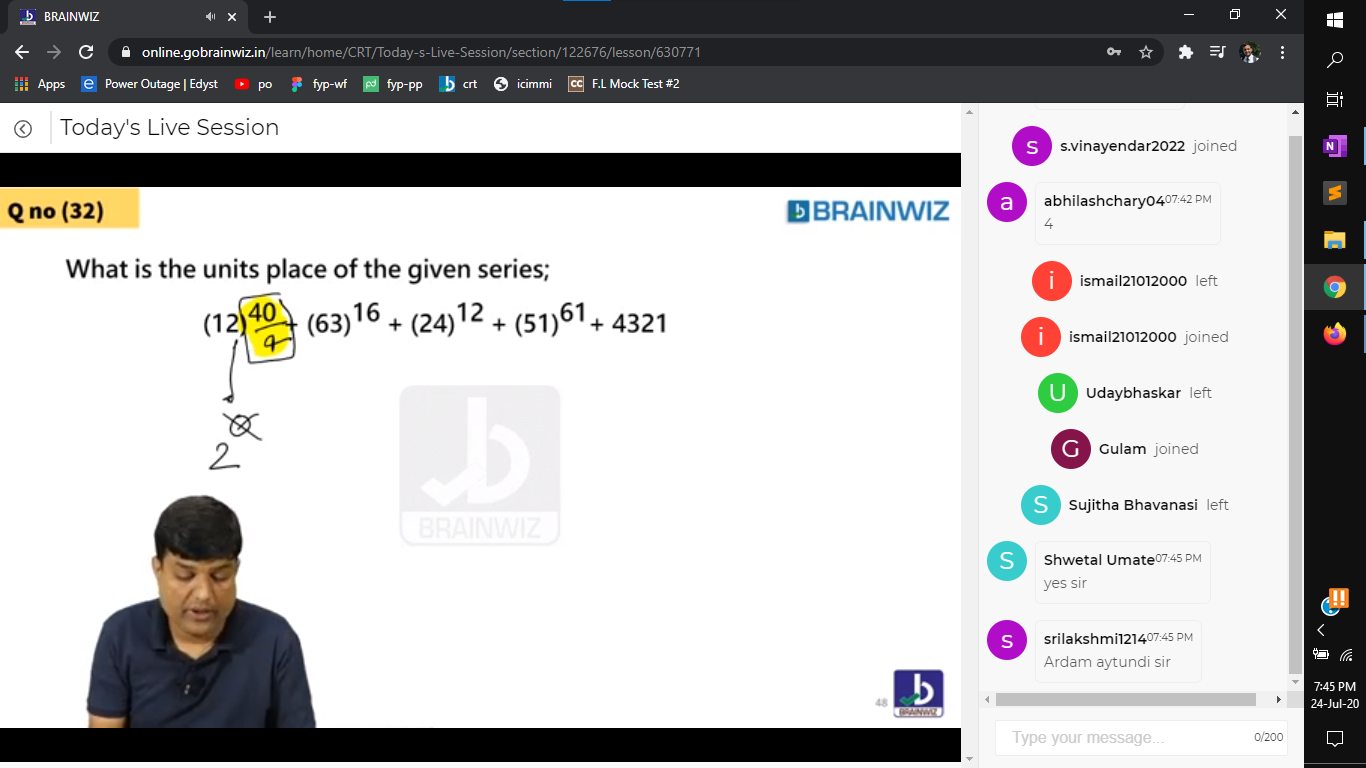 BRAINWIZ
online.gobrainwiz.in/learn/home/CRT/Today-s-Live-Session/section/122676/lesson/630771
Apps
Power Outage | Edyst
po
fyp-wf
fyp-pp
crt
icimmi
F.L Mock Test #2
Today's Live Session
Q no (32)
BRAINWIZ
What is the units place of the given series;
(12)^40 + (63)^16 + (24)^12 + (51)^61 + 4321
4
0
2
BRAINWIZ
48
BRAINWIZ
s
s.vinayendar2022 joined
a
abhilashchary04 07:42 PM
4
i
ismail21012000 left
i
ismail21012000 joined
U
Udaybhaskar left
G
Gulam joined
S
Sujitha Bhavanasi left
S
Shwetal Umate 07:45 PM
yes sir
s
srilakshmi1214 07:45 PM
Ardam aytundi sir
Type your message...
0/200
7:45 PM
24-Jul-20